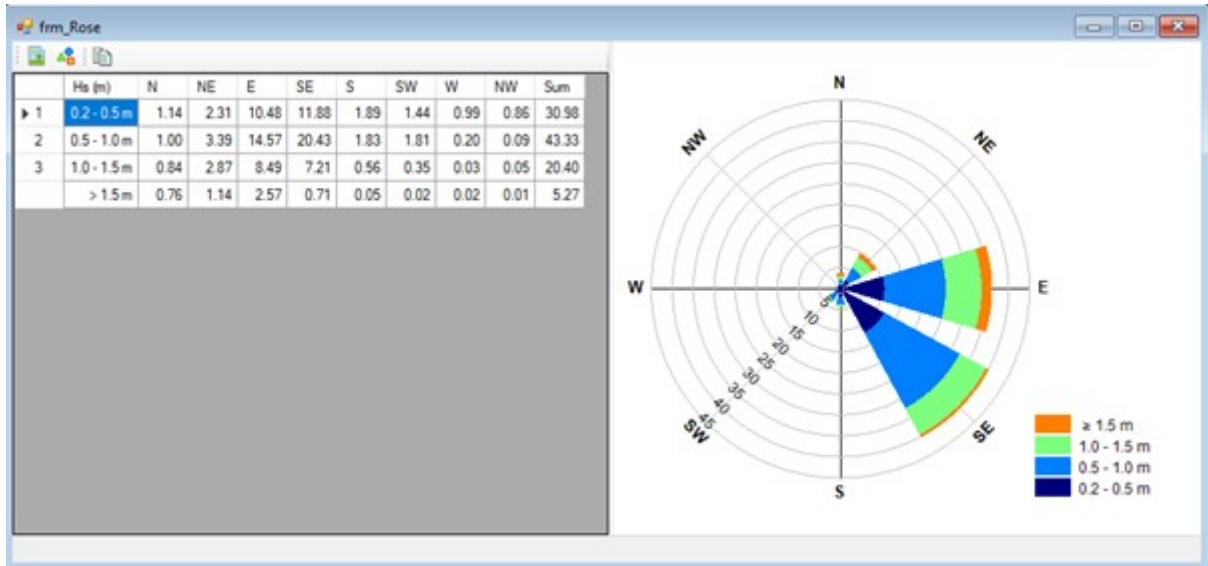 frm_Rose
Hs (m) N NE E SE S SW W NW Sum
1 0.2 - 0.5 m 1.14 2.31 10.48 11.88 1.89 1.44 0.99 0.86 30.98
2 0.5 - 1.0 m 1.00 3.39 14.57 20.43 1.83 1.81 0.20 0.09 43.33
3 1.0 - 1.5 m 0.84 2.87 8.49 7.21 0.56 0.35 0.03 0.05 20.40
> 1.5 m 0.76 1.14 2.57 0.71 0.05 0.02 0.02 0.01 5.27
N
NW
NE
W
E
5
10
15
20
25
30
35
40
45
SW
SE
S
≥ 1.5 m
1.0 - 1.5 m
0.5 - 1.0 m
0.2 - 0.5 m